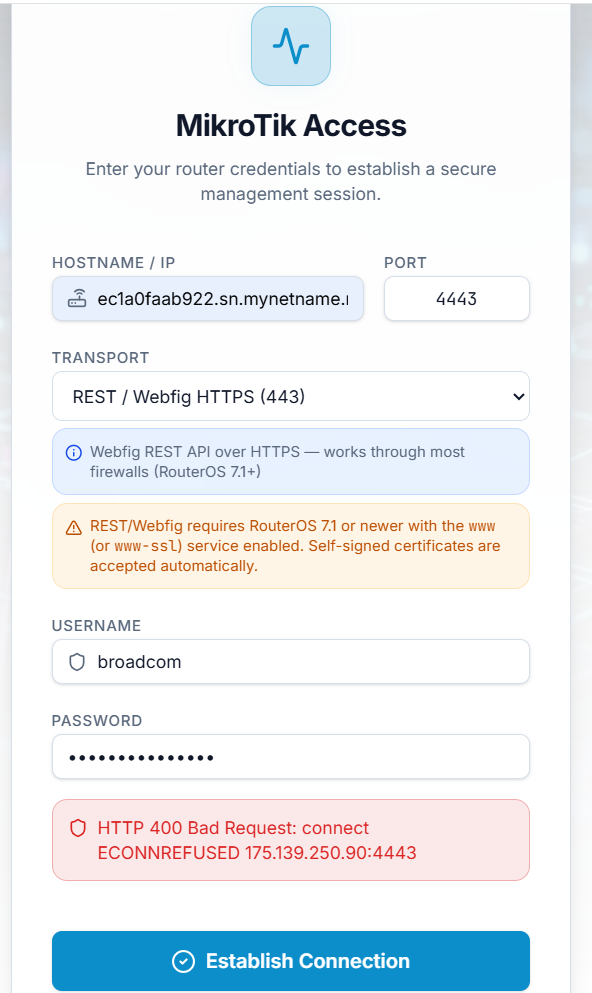 MikroTik Access
Enter your router credentials to establish a secure
management session.
HOSTNAME / IP
PORT
ec1a0faab922.sn.mynetname.
4443
TRANSPORT
REST / Webfig HTTPS (443)
Webfig REST API over HTTPS — works through most
firewalls (RouterOS 7.1+)
REST/Webfig requires RouterOS 7.1 or newer with the www
(or www-ssl) service enabled. Self-signed certificates are
accepted automatically.
USERNAME
broadcom
PASSWORD
•••••••••••••••
HTTP 400 Bad Request: connect
ECONNREFUSED 175.139.250.90:4443
Establish Connection